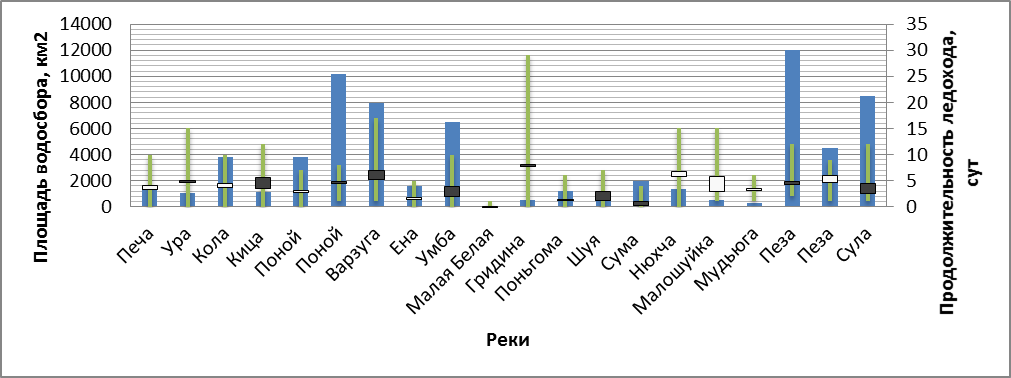 Площадь водосбора, км2
14000
12000
10000
8000
6000
4000
2000
0
35
30
25
20
15
10
5
0
Продолжительность ледохода,
сут
Печа
Ура
Кола
Кица
Поной
Поной
Варзуга
Ена
Умба
Малая Белая
Гридина
Поньгома
Шуя
Сума
Нюхча
Малошуйка
Мудьюга
Пеза
Пеза
Сула
Реки